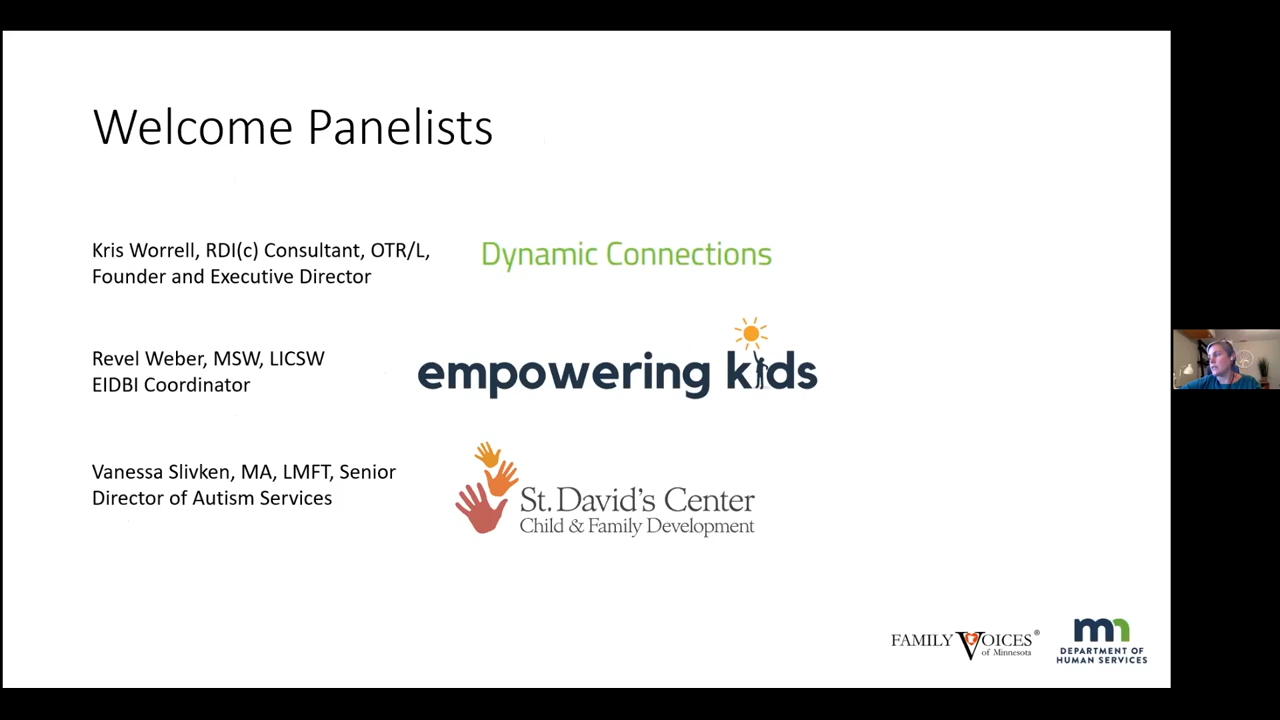 Welcome Panelists
Kris Worrell, RDI(c) Consultant, OTR/L,
Founder and Executive Director
Dynamic Connections
Revel Weber, MSW, LICSW
EIDBI Coordinator
empowering kids
Vanessa Slivken, MA, LMFT, Senior
Director of Autism Services
St. David's Center
Child & Family Development
FAMILY VOICES®
of Minnesota
mn
DEPARTMENT OF
HUMAN SERVICES